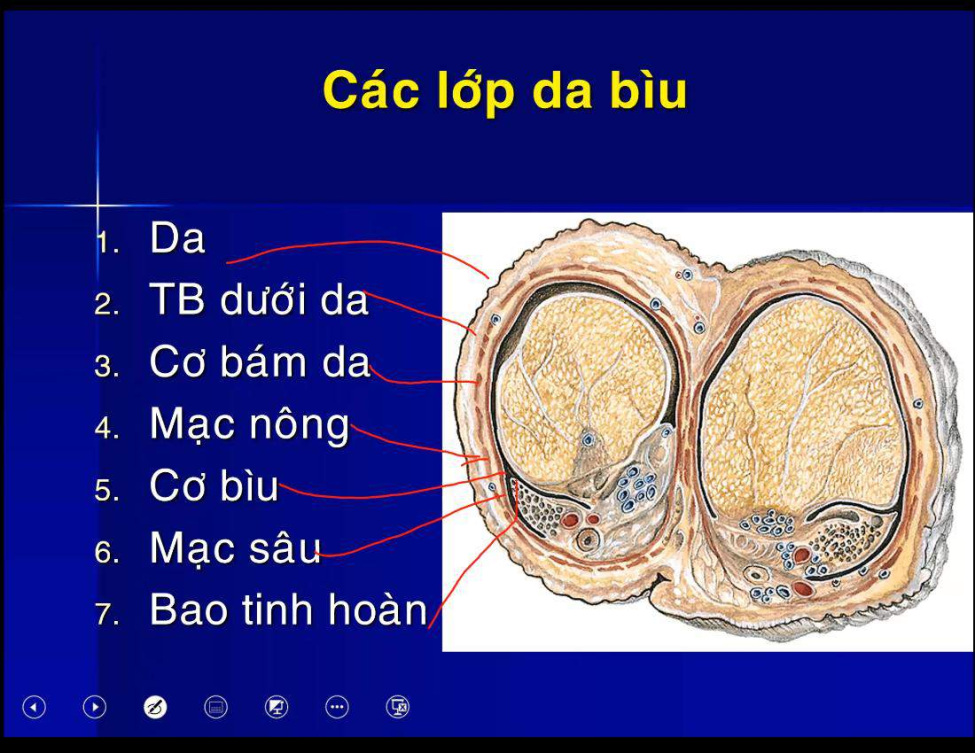 Các lớp da bìu
1. Da
2. TB dưới da
3. Cơ bám da
4. Mạc nông
5. Cơ bìu
6. Mạc sâu
7. Bao tinh hoàn